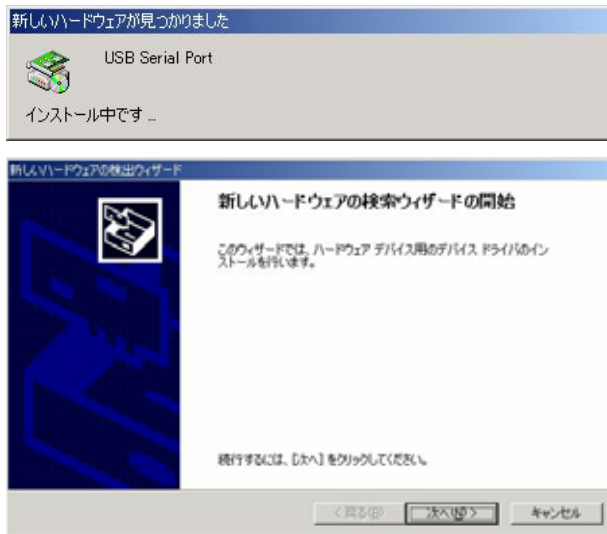 新しいハードウェアが見つかりました
USB Serial Port
インストール中です...
新しいハードウェアの検出ウィザード
新しいハードウェアの検索ウィザードの開始
このウィザードでは、ハードウェア デバイス用のデバイス ドライバのイン
ストールを行います。
続行するには、[次へ] をクリックしてください。
< 戻る(B)
次へ(N) >
キャンセル